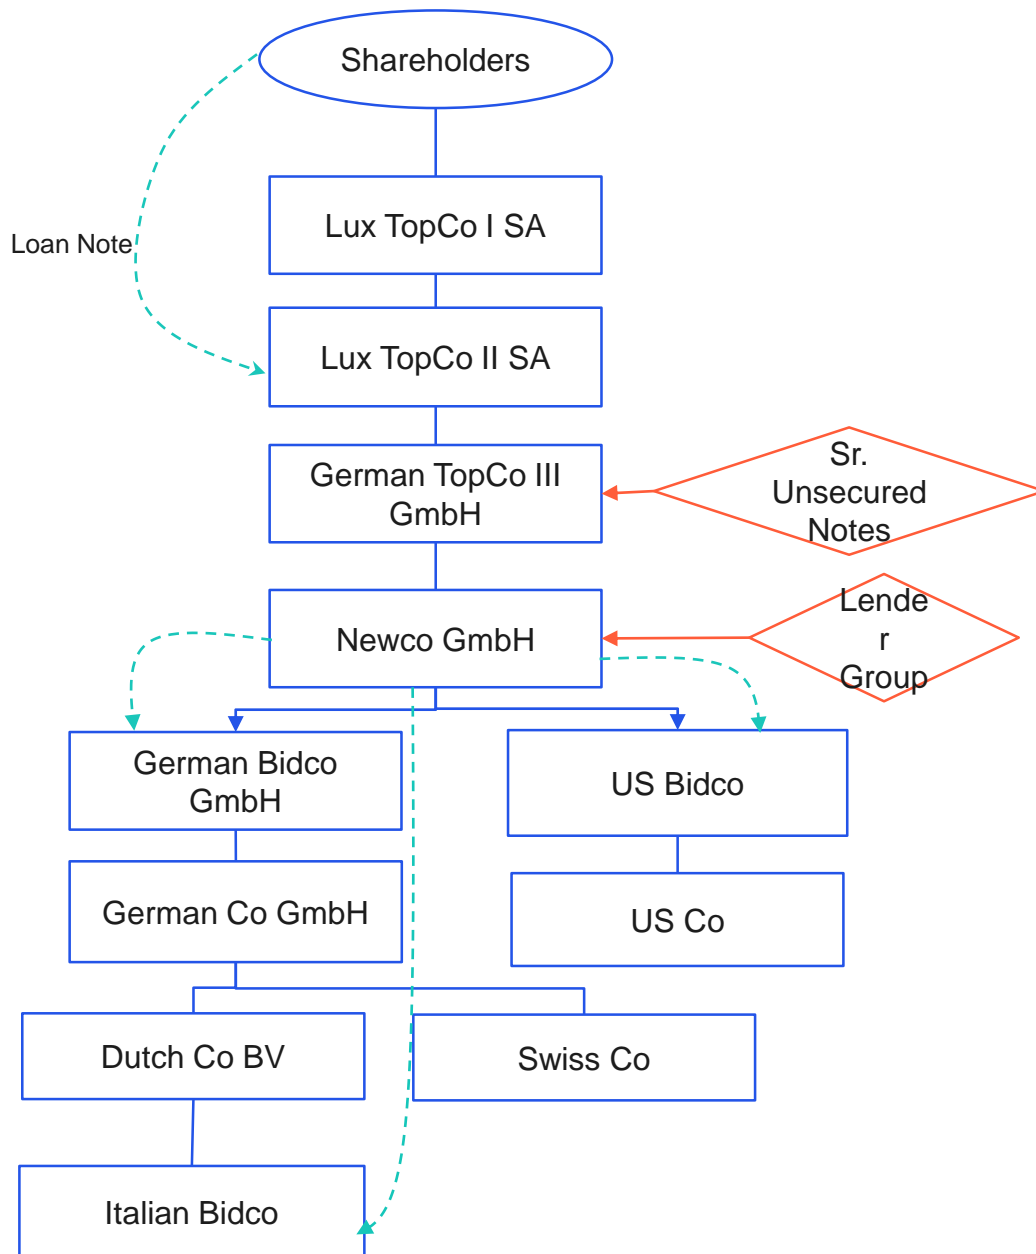 Shareholders
Lux TopCo I SA
Loan Note
Lux TopCo II SA
German TopCo III
GmbH
Sr.
Unsecured
Notes
Newco GmbH
Lende
r
Group
German Bidco
GmbH
US Bidco
German Co GmbH
US Co
Dutch Co BV
Swiss Co
Italian Bidco